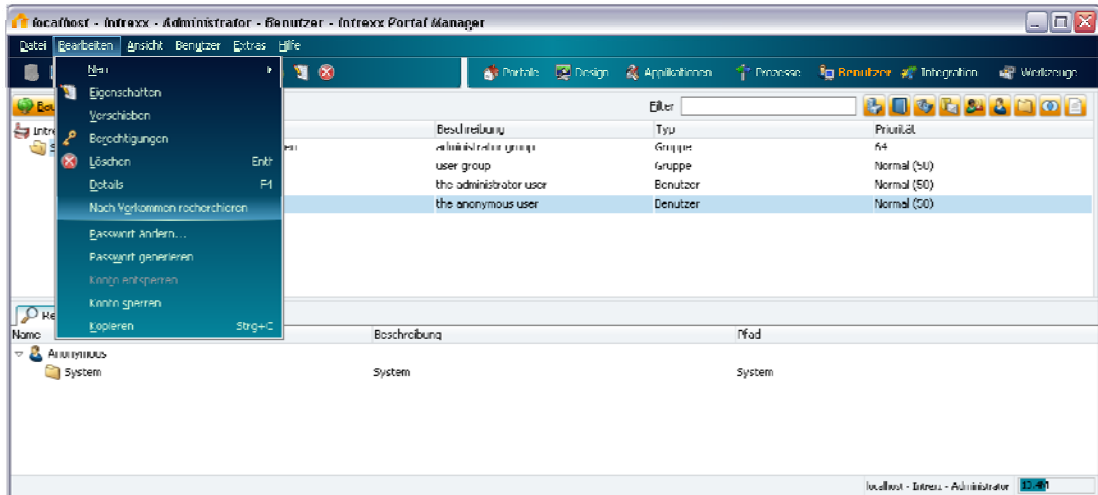 localhost - Intrexx - Administrator - Benutzer - Intrexx Portal Manager
Datei Bearbeiten Ansicht Benutzer Extras Hilfe
Portale Design Applikationen Prozesse Benutzer Integration Werkzeuge
Neu
Eigenschaften
Verschieben
Berechtigungen
Löschen Entf
Details F4
Nach Vorkommen recherchieren
Passwort ändern...
Passwort generieren
Konto entsperren
Konto sperren
Kopieren Strg+C
Filter
Beschreibung Typ Priorität
administrator group Gruppe 64
user group Gruppe Normal (50)
the administrator user Benutzer Normal (50)
the anonymous user Benutzer Normal (50)
Name Beschreibung Pfad
Anonymous
System System System
localhost - Intrexx - Administrator